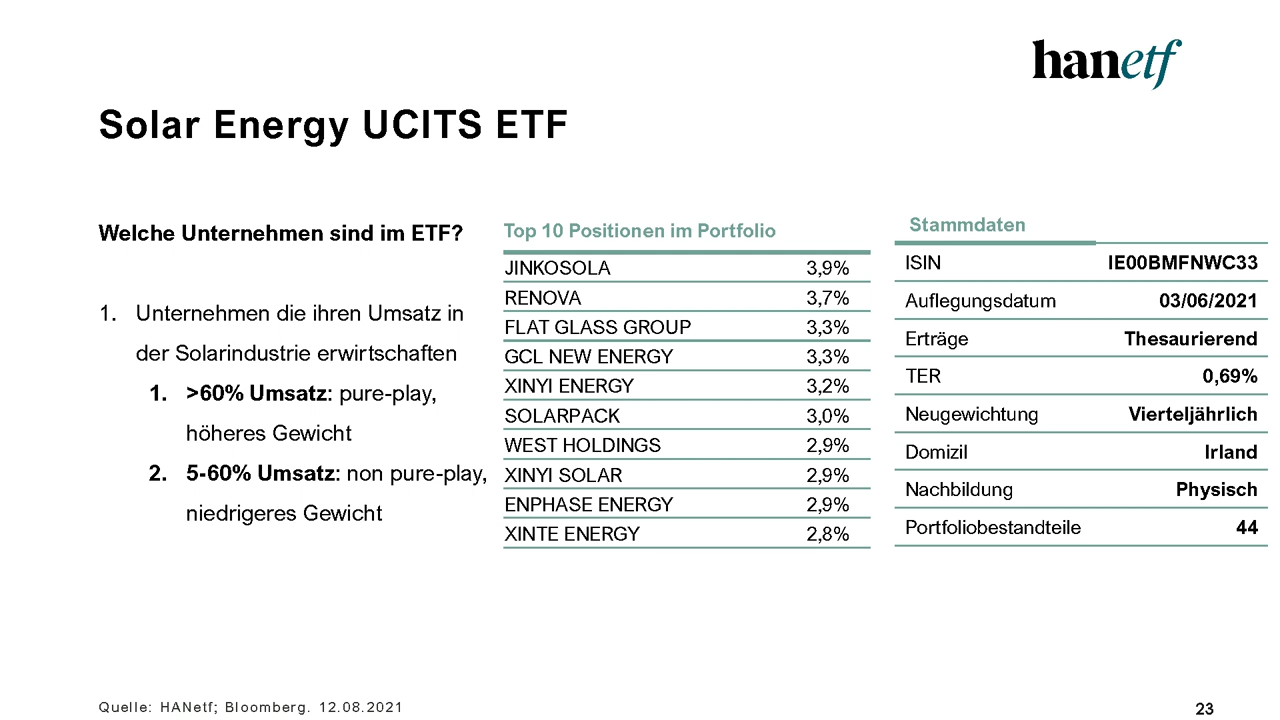 hanetf
Solar Energy UCITS ETF
Welche Unternehmen sind im ETF?
1. Unternehmen die ihren Umsatz in
der Solarindustrie erwirtschaften
1. >60% Umsatz: pure-play,
höheres Gewicht
2. 5-60% Umsatz: non pure-play,
niedrigeres Gewicht
Top 10 Positionen im Portfolio
JINKOSOLA 3,9%
RENOVA 3,7%
FLAT GLASS GROUP 3,3%
GCL NEW ENERGY 3,3%
XINYI ENERGY 3,2%
SOLARPACK 3,0%
WEST HOLDINGS 2,9%
XINYI SOLAR 2,9%
ENPHASE ENERGY 2,9%
XINTE ENERGY 2,8%
Stammdaten
ISIN IE00BMFNWC33
Auflegungsdatum 03/06/2021
Erträge Thesaurierend
TER 0,69%
Neugewichtung Vierteljährlich
Domizil Irland
Nachbildung Physisch
Portfoliobestandteile 44
Quelle: HANetf; Bloomberg. 12.08.2021
23